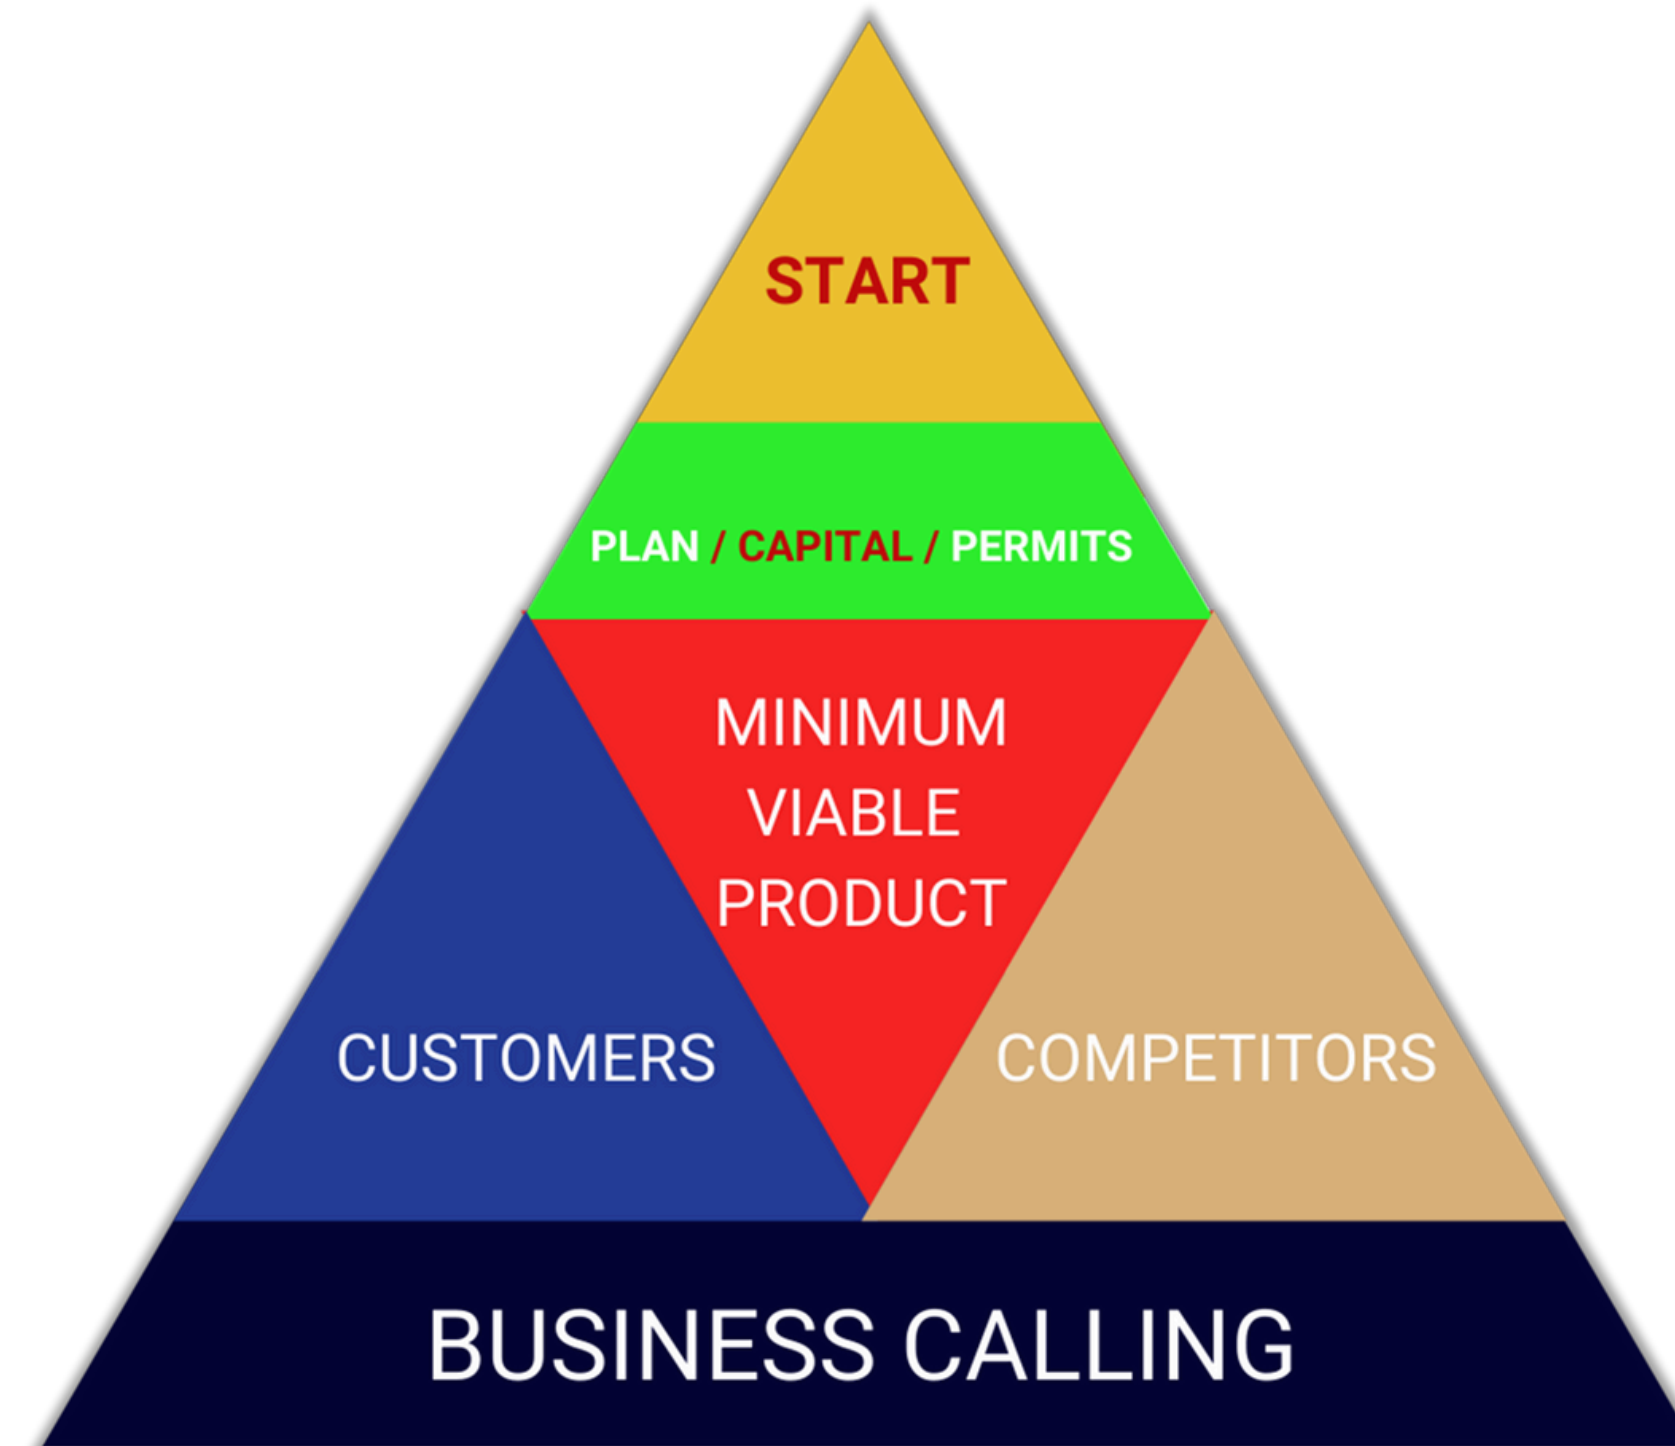 START
PLAN / CAPITAL / PERMITS
MINIMUM
VIABLE
PRODUCT
CUSTOMERS
COMPETITORS
BUSINESS CALLING